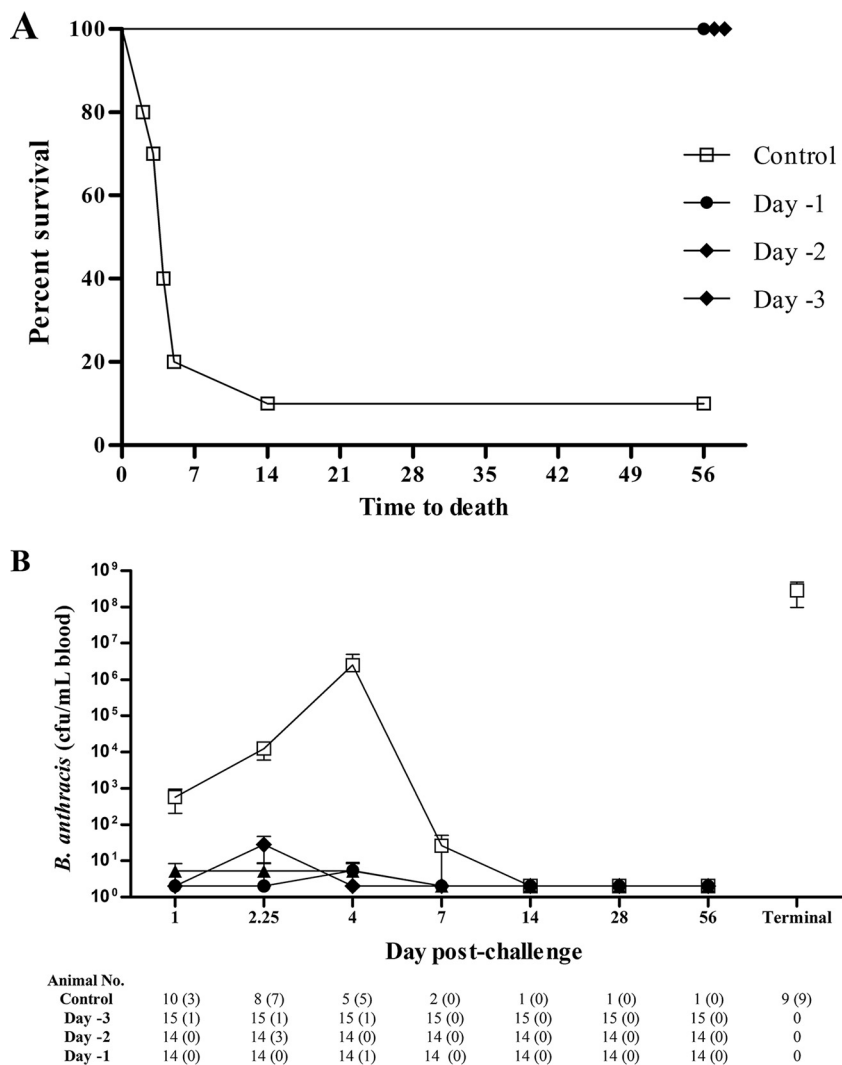 A
100
80
60
40
20
0
Percent survival
0 7 14 21 28 35 42 49 56
Time to death
Control
Day -1
Day -2
Day -3
B
10⁹
10⁸
10⁷
10⁶
10⁵
10⁴
10³
10²
10¹
10⁰
B. anthracis (cfu/mL blood)
1 2.25 4 7 14 28 56 Terminal
Day post-challenge
Animal No.
Control 10 (3) 8 (7) 5 (5) 2 (0) 1 (0) 1 (0) 1 (0) 9 (9)
Day -3 15 (1) 15 (1) 15 (1) 15 (0) 15 (0) 15 (0) 15 (0) 0
Day -2 14 (0) 14 (3) 14 (0) 14 (0) 14 (0) 14 (0) 14 (0) 0
Day -1 14 (0) 14 (0) 14 (1) 14 (0) 14 (0) 14 (0) 14 (0) 0